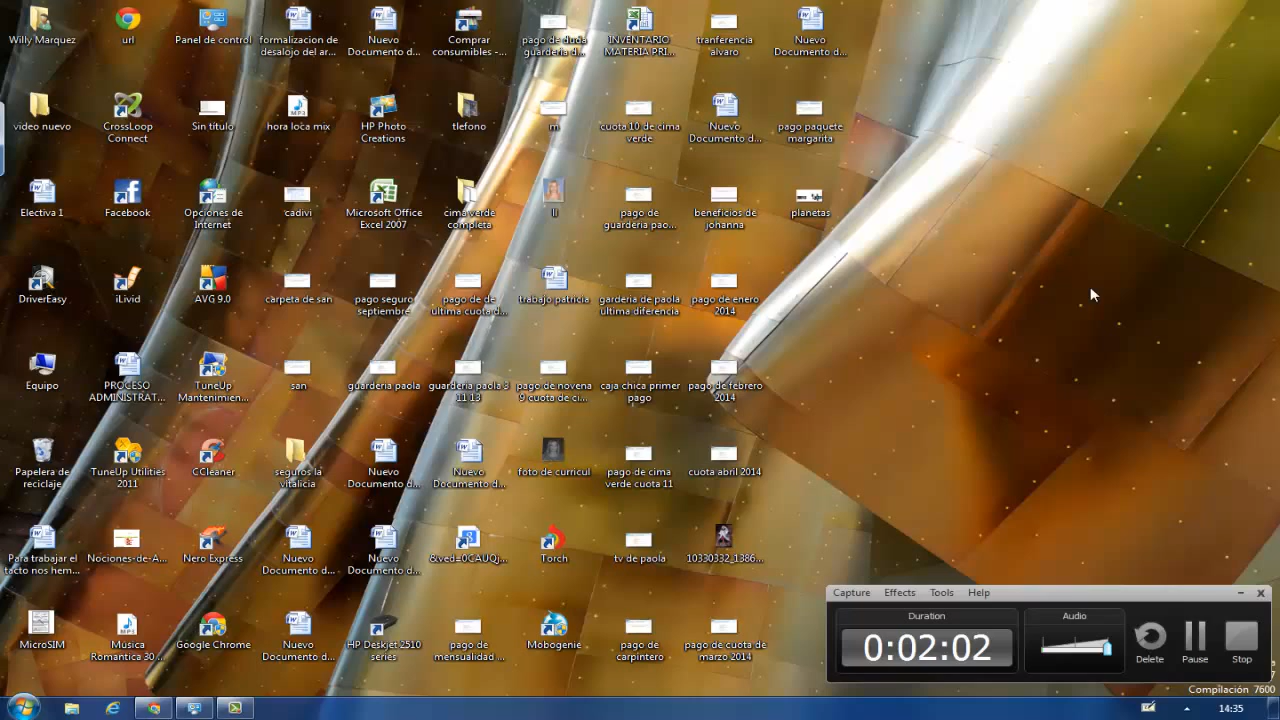 Willy Marquez
url
Panel de control
formalizacion de
desalojo del ar...
Nuevo
Documento d...
Comprar
consumibles -...
pago de duda
guarderia d...
INVENTARIO
MATERIA PRI...
tranferencia
alvaro
Nuevo
Documento d...
video nuevo
CrossLoop
Connect
Sin título
hora loca mix
HP Photo
Creations
tlefono
m
cuota 10 de cima
verde
Nuevo
Documento d...
pago paquete
margarita
Electiva 1
Facebook
Opciones de
Internet
cadivi
Microsoft Office
Excel 2007
cima verde
completa
ll
pago de
guarderia pao...
beneficios de
johanna
planetas
DriverEasy
iLivid
AVG 9.0
carpeta de san
pago seguro
septiembre
pago de de
ultima cuota d...
trabajo patricia
garderia de paola
ultima diferencia
pago de enero
2014
Equipo
PROCESO
ADMINISTRAT...
TuneUp
Mantenimien...
san
guarderia paola
guarderia paola 3
11 13
pago de novena
9 cuota de ci...
caja chica primer
pago
pago de febrero
2014
Papelera de
reciclaje
TuneUp Utilities
2011
CCleaner
seguros la
vitalicia
Nuevo
Documento d...
Nuevo
Documento d...
foto de curricul
pago de cima
verde cuota 11
cuota abril 2014
Para trabajar el
tacto nos hem...
Nociones-de-A...
Nero Express
Nuevo
Documento d...
Nuevo
Documento d...
&ved=0CAUQj...
Torch
tv de paola
10330332_1386...
MicroSIM
Musica
Romantica 30...
Google Chrome
Nuevo
Documento d...
HP Deskjet 2510
series
pago de
mensualidad ...
Mobogenie
pago de
carpintero
pago de cuota de
marzo 2014
Capture Effects Tools Help
Duration
Audio
0:02:02
Delete Pause Stop
Compilación 7600
14:35